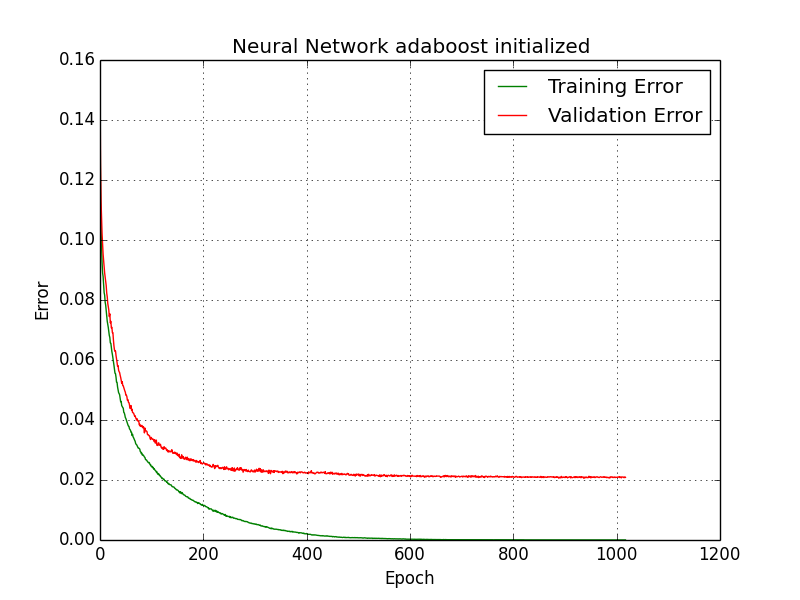 Neural Network adaboost initialized
0.16
0.14
0.12
0.10
0.08
0.06
0.04
0.02
0.00
Error
Training Error
Validation Error
0 200 400 600 800 1000 1200
Epoch